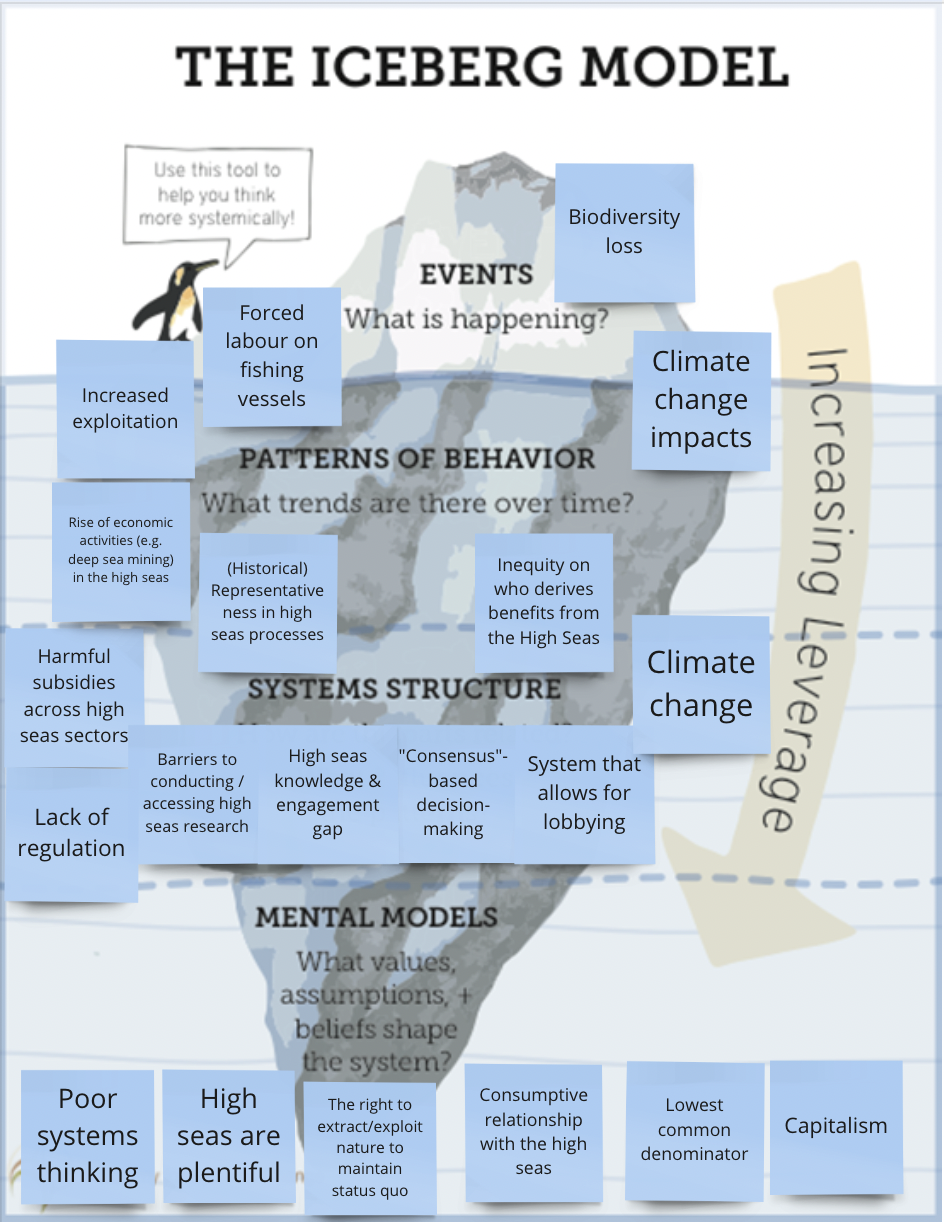 THE ICEBERG MODEL
Use this tool to
help you think
more systemically!
Biodiversity
loss
EVENTS
What is happening?
Forced
labour on
fishing
vessels
Climate
change
impacts
Increased
exploitation
Increasing Leverage
PATTERNS OF BEHAVIOR
What trends are there over time?
Rise of economic
activities (e.g.
deep sea mining)
in the high seas
(Historical)
Representative
ness in high
seas processes
Inequity on
who derives
benefits from
the High Seas
Climate
change
Harmful
subsidies
across high
seas sectors
SYSTEMS STRUCTURE
Barriers to
conducting /
accessing high
seas research
High seas
knowledge &
engagement
gap
"Consensus"-
based
decision-
making
System that
allows for
lobbying
Lack of
regulation
MENTAL MODELS
What values,
assumptions, +
beliefs shape
the system?
Poor
systems
thinking
High
seas are
plentiful
The right to
extract/exploit
nature to
maintain
status quo
Consumptive
relationship
with the high
seas
Lowest
common
denominator
Capitalism